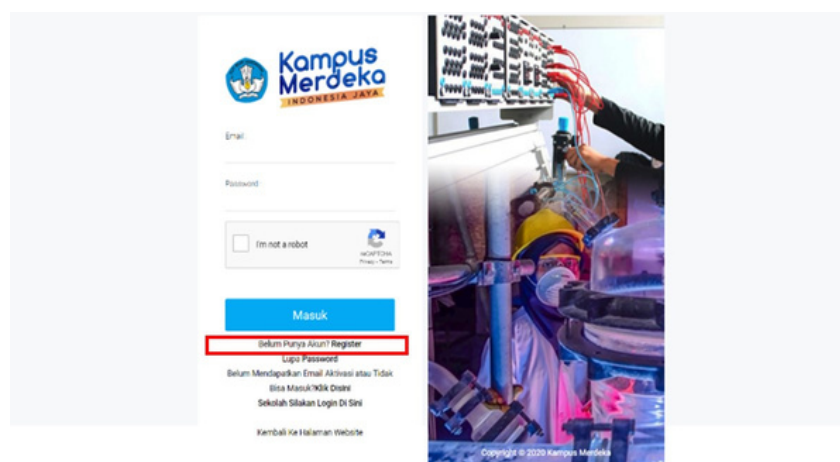 Kampus
Merdeka
INDONESIA JAYA
Email
Password
I'm not a robot
reCAPTCHA
Privacy - Terms
Masuk
Belum Punya Akun? Register
Lupa Password
Belum Mendapatkan Email Aktivasi atau Tidak
Bisa Masuk?Klik Disini
Sekolah Silakan Login Di Sini
Kembali Ke Halaman Website
Copyright © 2020 Kampus Merdeka